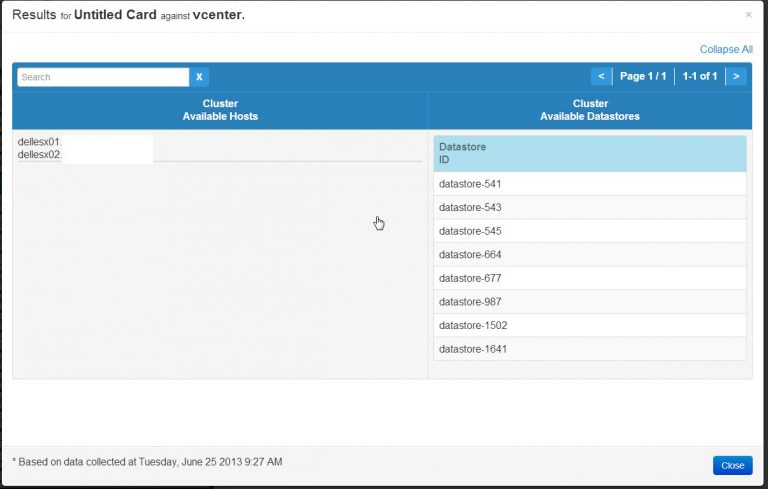 Results for Untitled Card against vcenter.
×
Collapse All
Search
X
< Page 1 / 1 1-1 of 1 >
Cluster
Available Hosts
Cluster
Available Datastores
dellesx01.
dellesx02.
Datastore
ID
datastore-541
datastore-543
datastore-545
datastore-664
datastore-677
datastore-987
datastore-1502
datastore-1641
* Based on data collected at Tuesday, June 25 2013 9:27 AM
Close